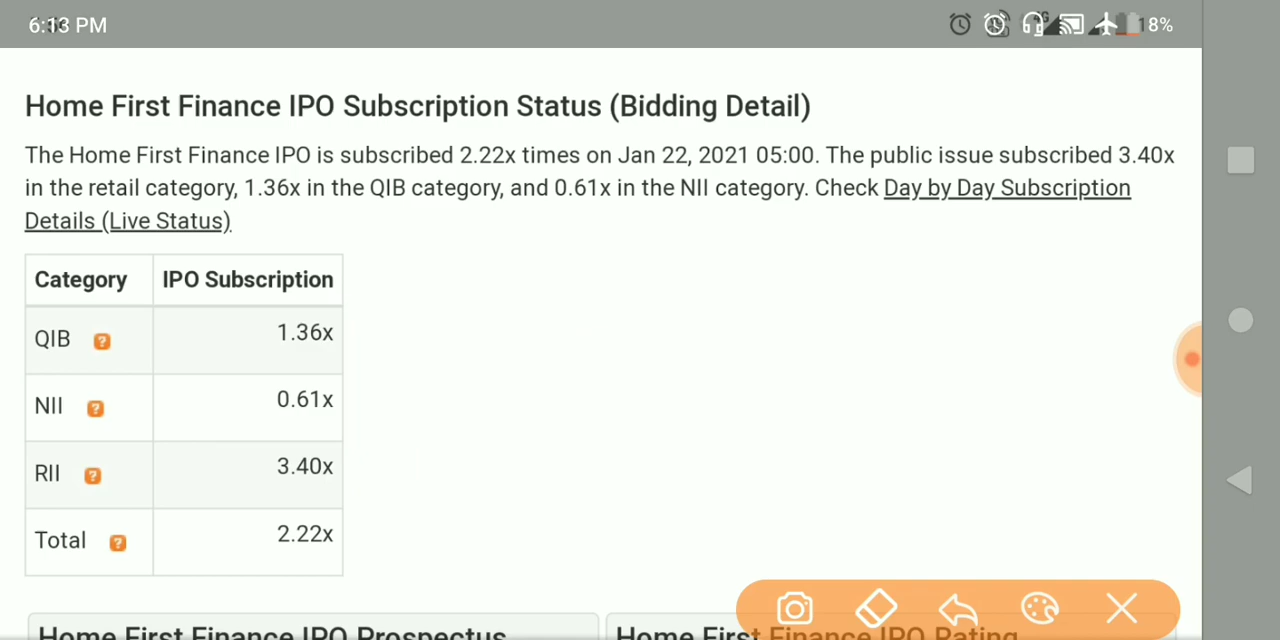 6:13 PM
8%
Home First Finance IPO Subscription Status (Bidding Detail)
The Home First Finance IPO is subscribed 2.22x times on Jan 22, 2021 05:00. The public issue subscribed 3.40x
in the retail category, 1.36x in the QIB category, and 0.61x in the NII category. Check Day by Day Subscription
Details (Live Status).
Category IPO Subscription
QIB ? 1.36x
NII ? 0.61x
RII ? 3.40x
Total ? 2.22x
Home First Finance IPO Prospectus Home First Finance IPO Rating